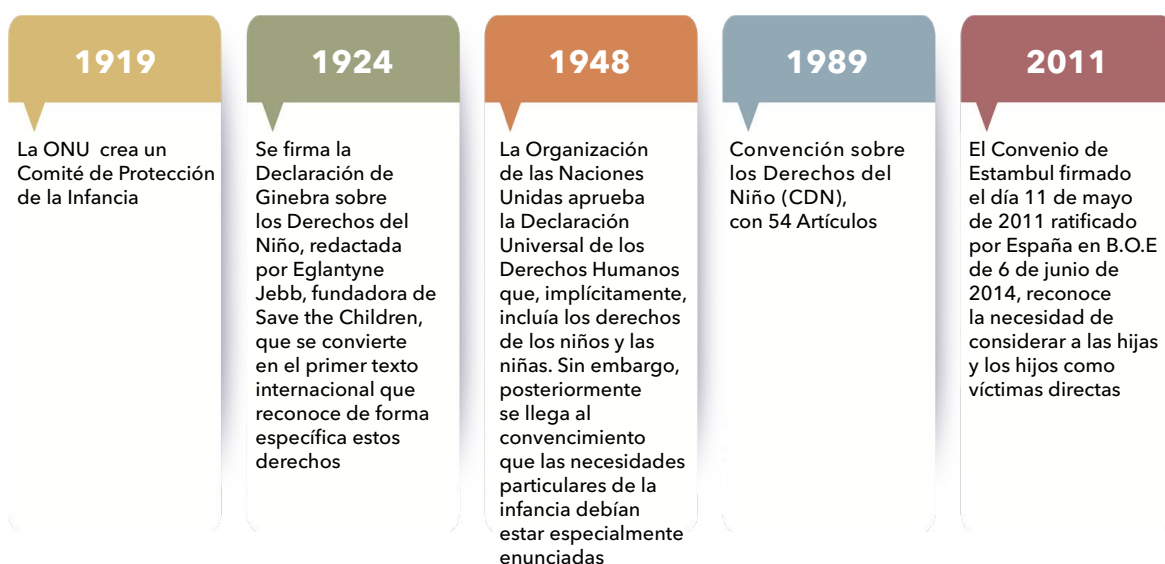 1919
La ONU crea un
Comité de Protección
de la Infancia
1924
Se firma la
Declaración de
Ginebra sobre
los Derechos del
Niño, redactada
por Eglantyne
Jebb, fundadora de
Save the Children,
que se convierte
en el primer texto
internacional que
reconoce de forma
específica estos
derechos
1948
La Organización
de las Naciones
Unidas aprueba
la Declaración
Universal de los
Derechos Humanos
que, implícitamente,
incluía los derechos
de los niños y las
niñas. Sin embargo,
posteriormente
se llega al
convencimiento
que las necesidades
particulares de la
infancia debían
estar especialmente
enunciadas
1989
Convención sobre
los Derechos del
Niño (CDN),
con 54 Artículos
2011
El Convenio de
Estambul firmado
el día 11 de mayo
de 2011 ratificado
por España en B.O.E
de 6 de junio de
2014, reconoce
la necesidad de
considerar a las hijas
y los hijos como
víctimas directas